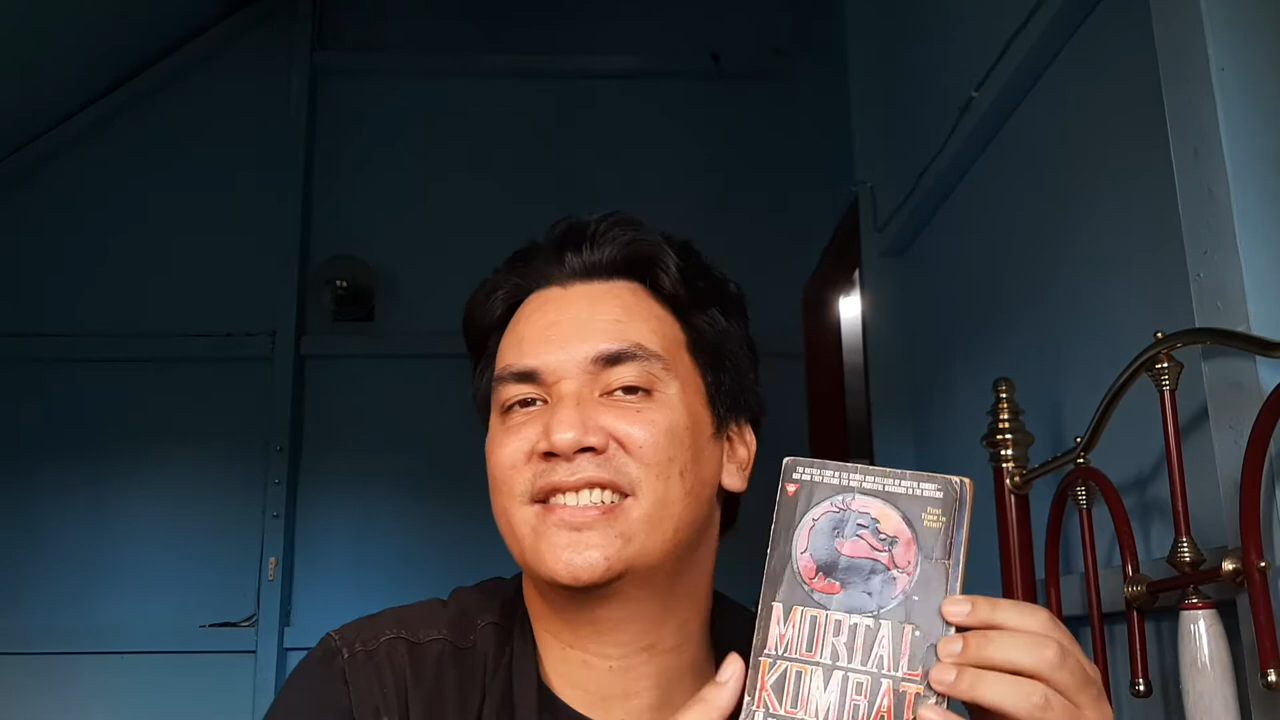 THE UNTOLD STORY OF THE HEROES AND VILLAINS OF MORTAL KOMBAT™
AND HOW THEY BECAME THE MOST POWERFUL WARRIORS IN THE UNIVERSE
First
Time in
Print!
MORTAL
KOMBAT